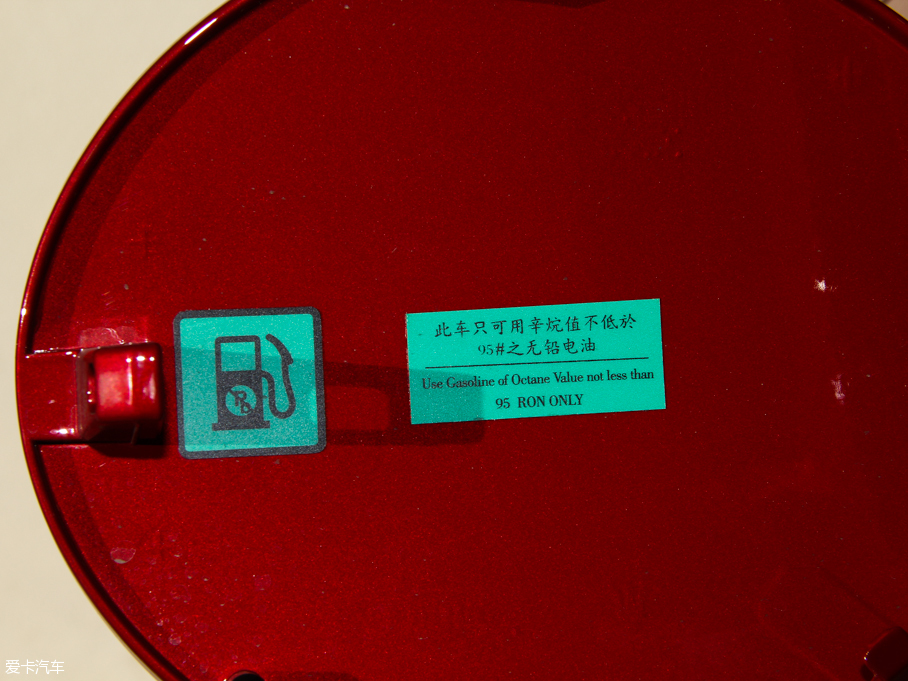 此车只可用辛烷值不低於
95#之无铅电油
Use Gasoline of Octane Value not less than
95 RON ONLY
爱卡汽车